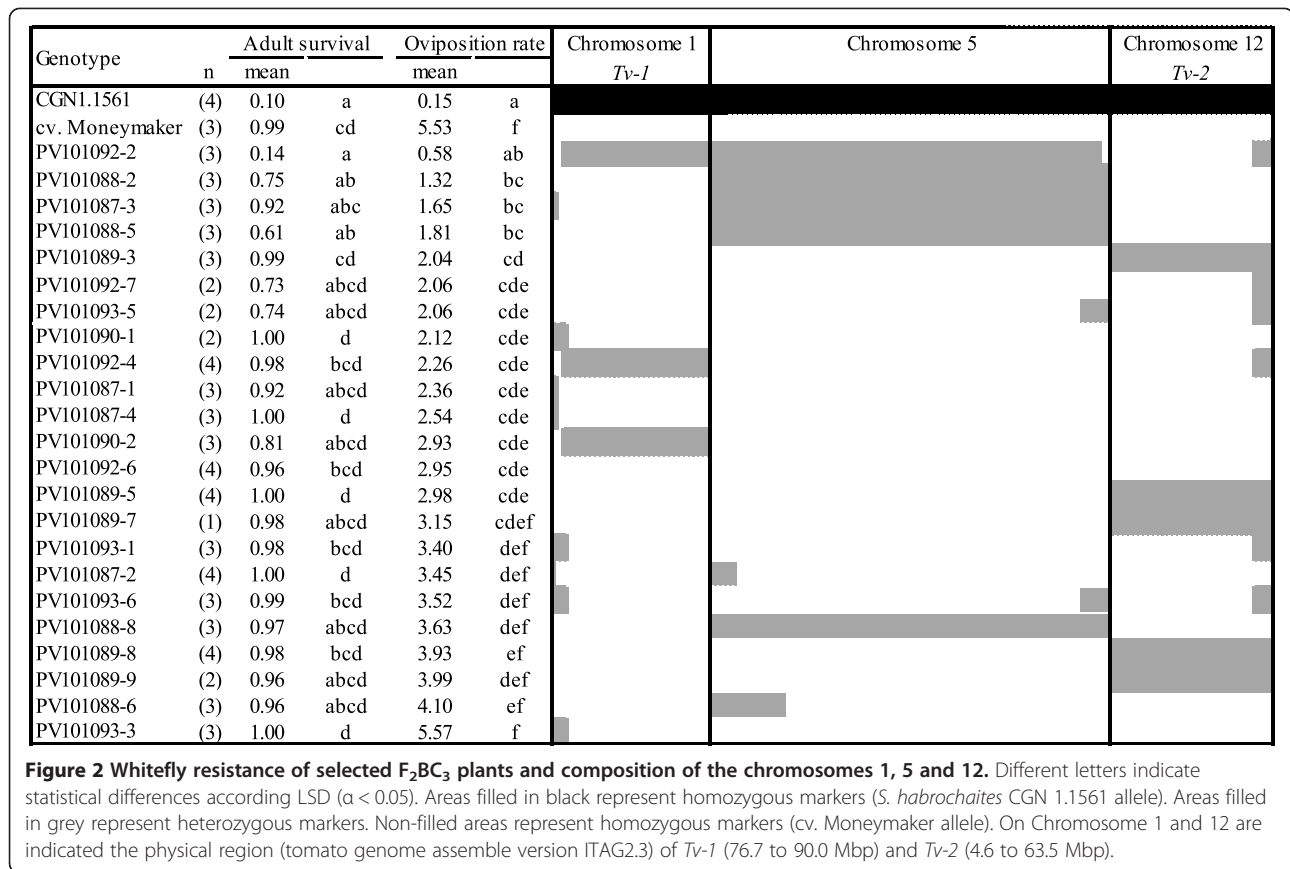 Genotype n Adult survival mean Oviposition rate mean Chromosome 1 Tv-1 Chromosome 5 Chromosome 12 Tv-2
CGN1.1561 (4) 0.10 a 0.15 a
cv. Moneymaker (3) 0.99 cd 5.53 f
PV101092-2 (3) 0.14 a 0.58 ab
PV101088-2 (3) 0.75 ab 1.32 bc
PV101087-3 (3) 0.92 abc 1.65 bc
PV101088-5 (3) 0.61 ab 1.81 bc
PV101089-3 (3) 0.99 cd 2.04 cd
PV101092-7 (2) 0.73 abcd 2.06 cde
PV101093-5 (2) 0.74 abcd 2.06 cde
PV101090-1 (2) 1.00 d 2.12 cde
PV101092-4 (4) 0.98 bcd 2.26 cde
PV101087-1 (3) 0.92 abcd 2.36 cde
PV101087-4 (3) 1.00 d 2.54 cde
PV101090-2 (3) 0.81 abcd 2.93 cde
PV101092-6 (4) 0.96 bcd 2.95 cde
PV101089-5 (4) 1.00 d 2.98 cde
PV101089-7 (1) 0.98 abcd 3.15 cdef
PV101093-1 (3) 0.98 bcd 3.40 def
PV101087-2 (4) 1.00 d 3.45 def
PV101093-6 (3) 0.99 bcd 3.52 def
PV101088-8 (3) 0.97 abcd 3.63 def
PV101089-8 (4) 0.98 bcd 3.93 ef
PV101089-9 (2) 0.96 abcd 3.99 def
PV101088-6 (3) 0.96 abcd 4.10 ef
PV101093-3 (3) 1.00 d 5.57 f
Figure 2 Whitefly resistance of selected F₂BC₃ plants and composition of the chromosomes 1, 5 and 12. Different letters indicate
statistical differences according LSD (α < 0.05). Areas filled in black represent homozygous markers (S. habrochaites CGN 1.1561 allele). Areas filled
in grey represent heterozygous markers. Non-filled areas represent homozygous markers (cv. Moneymaker allele). On Chromosome 1 and 12 are
indicated the physical region (tomato genome assemble version ITAG2.3) of Tv-1 (76.7 to 90.0 Mbp) and Tv-2 (4.6 to 63.5 Mbp).